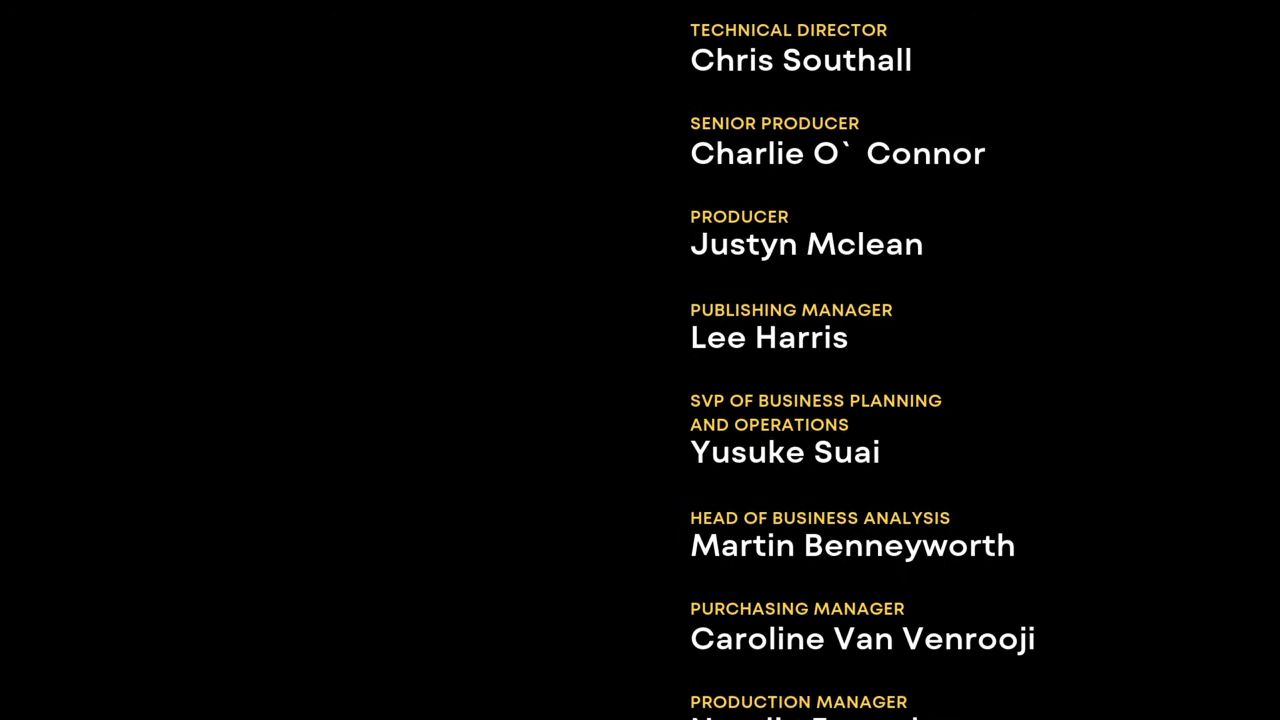 TECHNICAL DIRECTOR
Chris Southall
SENIOR PRODUCER
Charlie O` Connor
PRODUCER
Justyn Mclean
PUBLISHING MANAGER
Lee Harris
SVP OF BUSINESS PLANNING
AND OPERATIONS
Yusuke Suai
HEAD OF BUSINESS ANALYSIS
Martin Benneyworth
PURCHASING MANAGER
Caroline Van Venrooji
PRODUCTION MANAGER